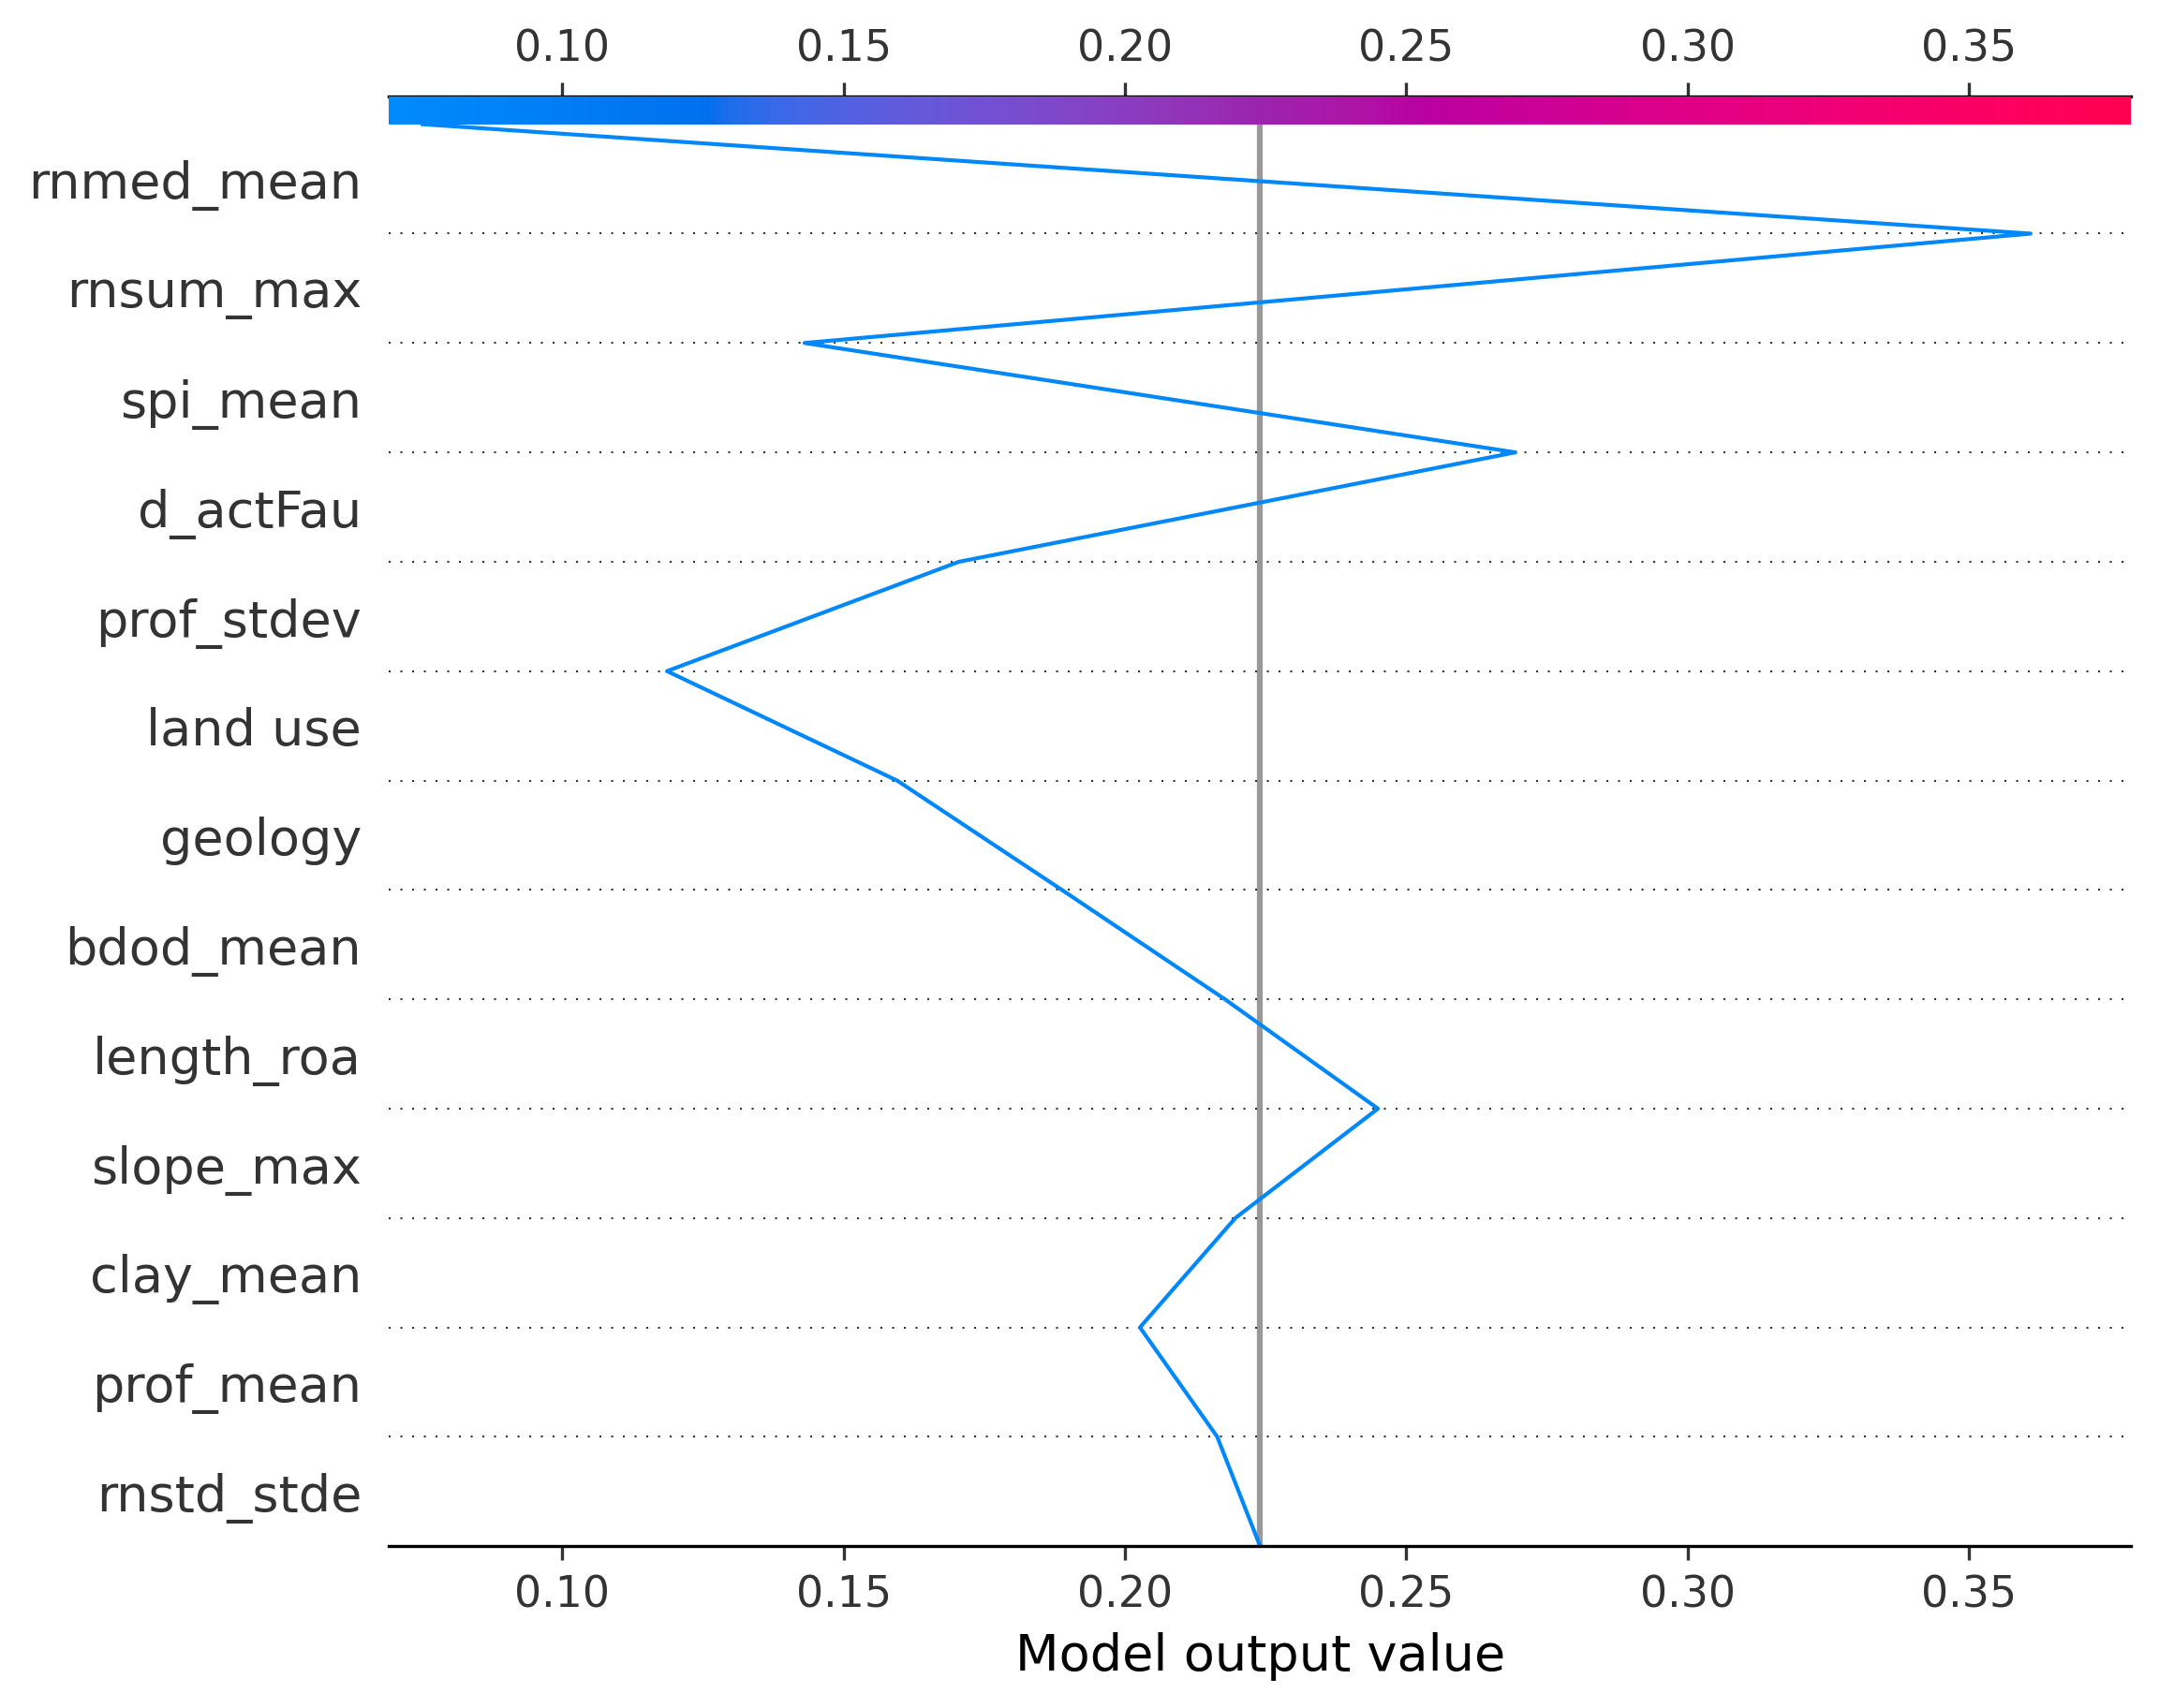 0.10 0.15 0.20 0.25 0.30 0.35
rnmed_mean
rnsum_max
spi_mean
d_actFau
prof_stdev
land use
geology
bdod_mean
length_roa
slope_max
clay_mean
prof_mean
rnstd_stde
0.10 0.15 0.20 0.25 0.30 0.35
Model output value